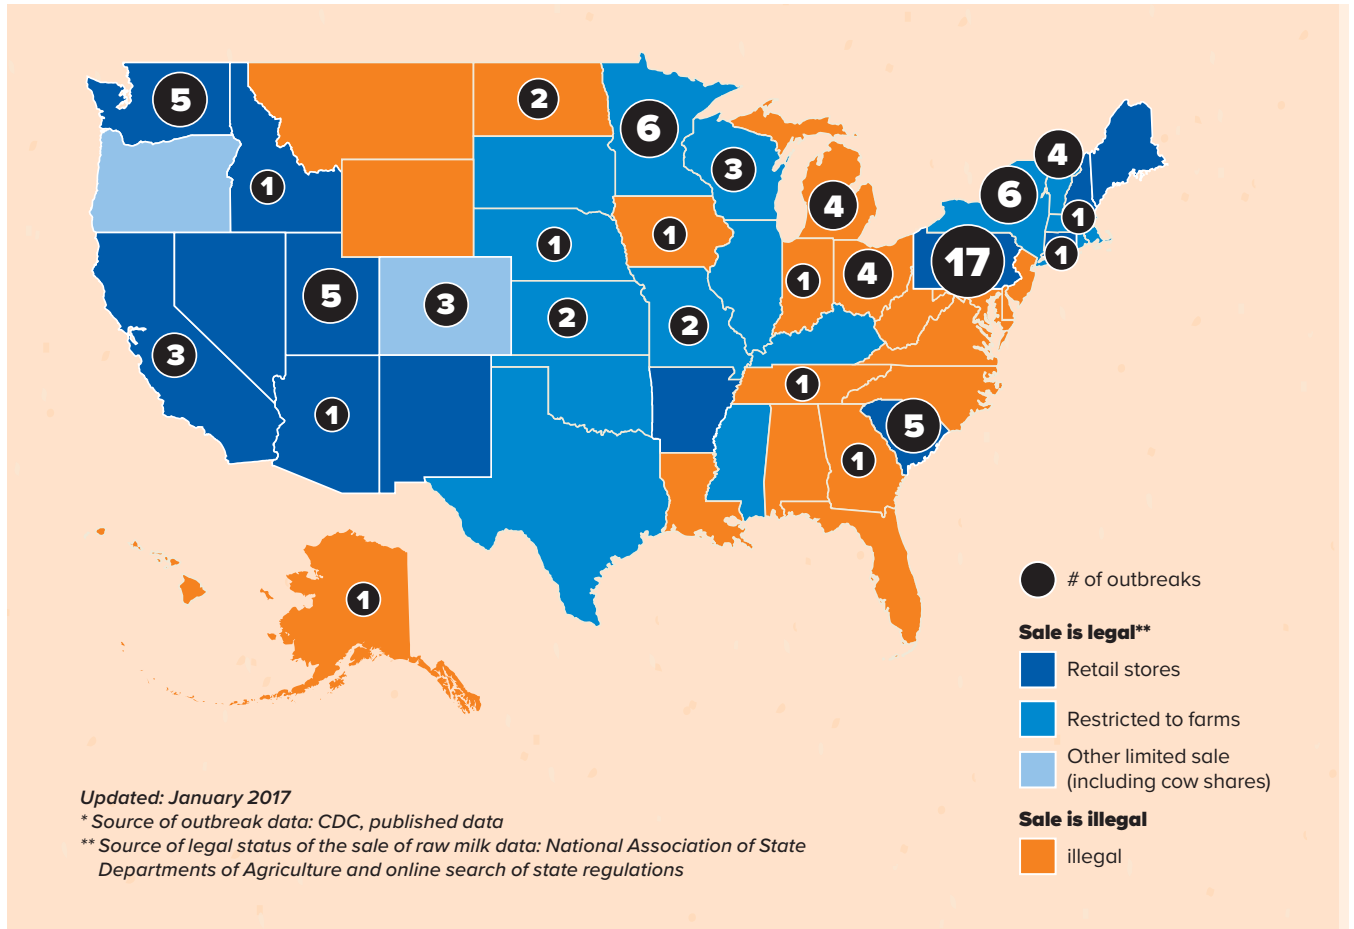 5
2
6
4
3
1
6
4
1
1
1
1
17
4
1
5
3
2
2
3
1
1
5
1
1
# of outbreaks
Sale is legal**
Retail stores
Restricted to farms
Other limited sale
(including cow shares)
Sale is illegal
illegal
Updated: January 2017
* Source of outbreak data: CDC, published data
** Source of legal status of the sale of raw milk data: National Association of State
Departments of Agriculture and online search of state regulations